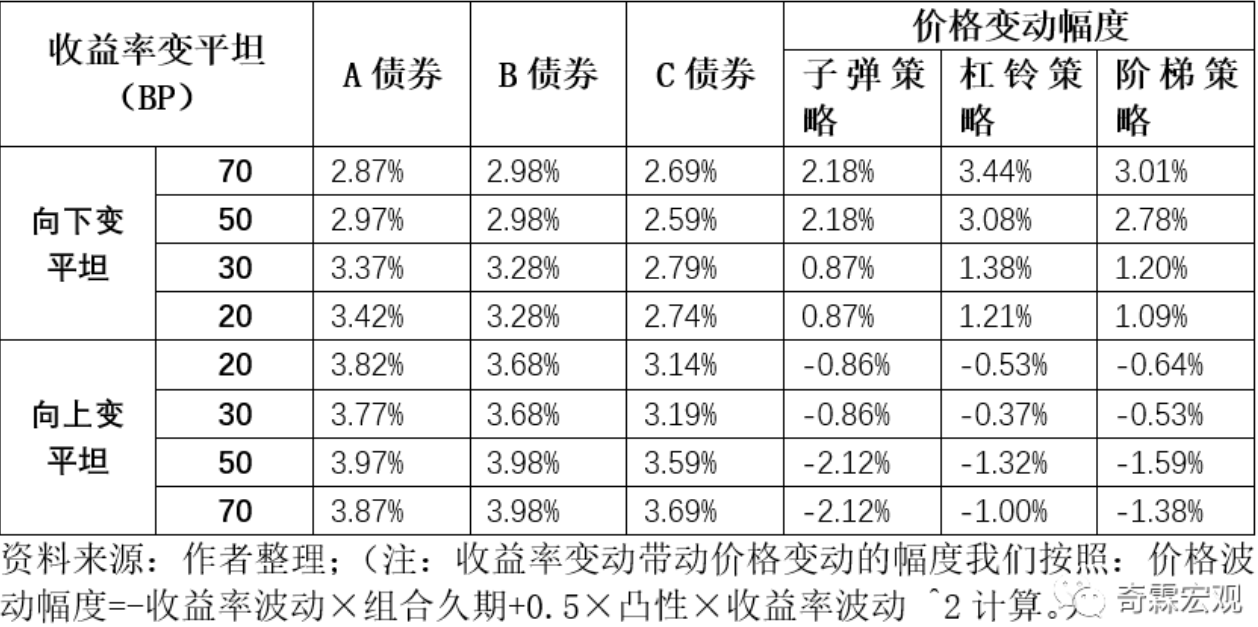 收益率变平坦 A债券 B债券 C债券 价格变动幅度
（BP） 子弹策 杠铃策 阶梯策
略 略 略
70 2.87% 2.98% 2.69% 2.18% 3.44% 3.01%
向下变 50 2.97% 2.98% 2.59% 2.18% 3.08% 2.78%
平坦 30 3.37% 3.28% 2.79% 0.87% 1.38% 1.20%
20 3.42% 3.28% 2.74% 0.87% 1.21% 1.09%
20 3.82% 3.68% 3.14% -0.86% -0.53% -0.64%
向上变 30 3.77% 3.68% 3.19% -0.86% -0.37% -0.53%
平坦 50 3.97% 3.98% 3.59% -2.12% -1.32% -1.59%
70 3.87% 3.98% 3.69% -2.12% -1.00% -1.38%
资料来源：作者整理；（注：收益率变动带动价格变动的幅度我们按照：价格波
动幅度=-收益率波动×组合久期+0.5×凸性×收益率波动 ^2 计算。）
奇霖宏观